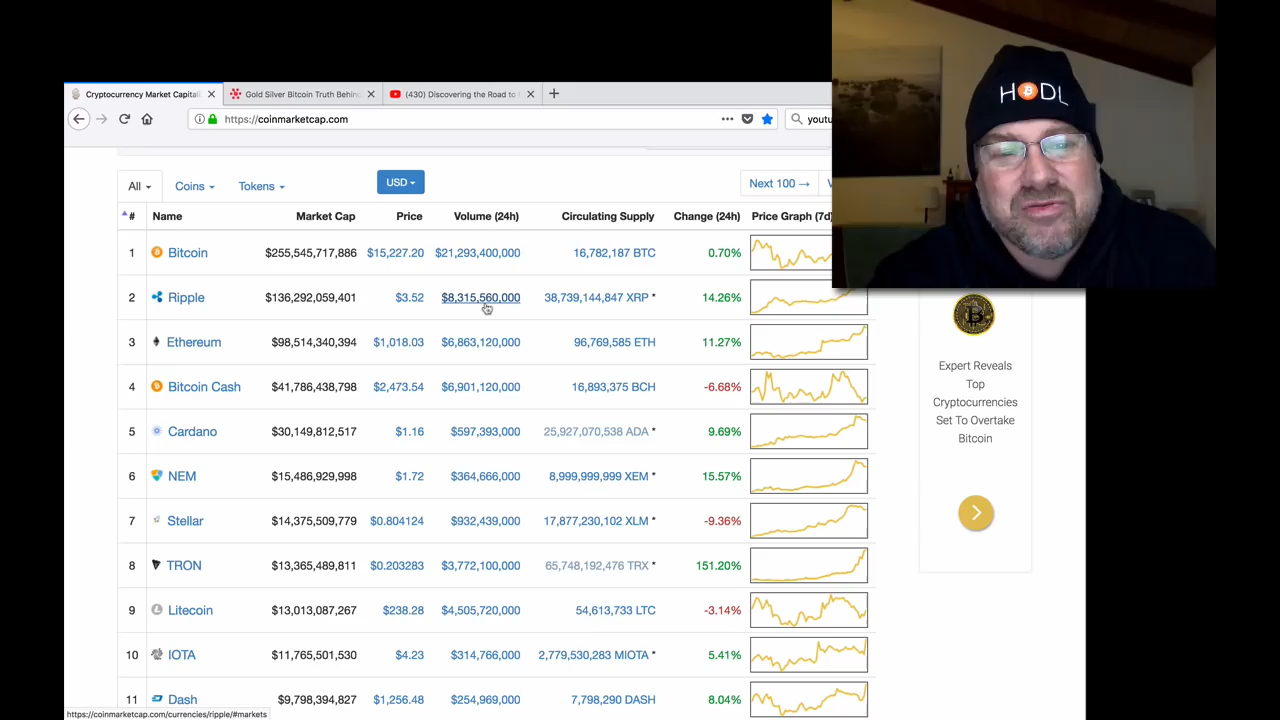 Cryptocurrency Market Capitali
Gold Silver Bitcoin Truth Behin
(430) Discovering the Road to
https://coinmarketcap.com
youtu
HODL
All
Coins
Tokens
USD
Next 100 →
# Name Market Cap Price Volume (24h) Circulating Supply Change (24h) Price Graph (7d)
1 Bitcoin $255,545,717,886 $15,227.20 $21,293,400,000 16,782,187 BTC 0.70%
2 Ripple $136,292,059,401 $3.52 $8,315,560,000 38,739,144,847 XRP * 14.26%
3 Ethereum $98,514,340,394 $1,018.03 $6,863,120,000 96,769,585 ETH 11.27%
4 Bitcoin Cash $41,786,438,798 $2,473.54 $6,901,120,000 16,893,375 BCH -6.68%
5 Cardano $30,149,812,517 $1.16 $597,393,000 25,927,070,538 ADA * 9.69%
6 NEM $15,486,929,998 $1.72 $364,666,000 8,999,999,999 XEM * 15.57%
7 Stellar $14,375,509,779 $0.804124 $932,439,000 17,877,230,102 XLM * -9.36%
8 TRON $13,365,489,811 $0.203283 $3,772,100,000 65,748,192,476 TRX * 151.20%
9 Litecoin $13,013,087,267 $238.28 $4,505,720,000 54,613,733 LTC -3.14%
10 IOTA $11,765,501,530 $4.23 $314,766,000 2,779,530,283 MIOTA * 5.41%
11 Dash $9,798,394,827 $1,256.48 $254,969,000 7,798,290 DASH 8.04%
Expert Reveals
Top
Cryptocurrencies
Set To Overtake
Bitcoin
https://coinmarketcap.com/currencies/ripple/#markets